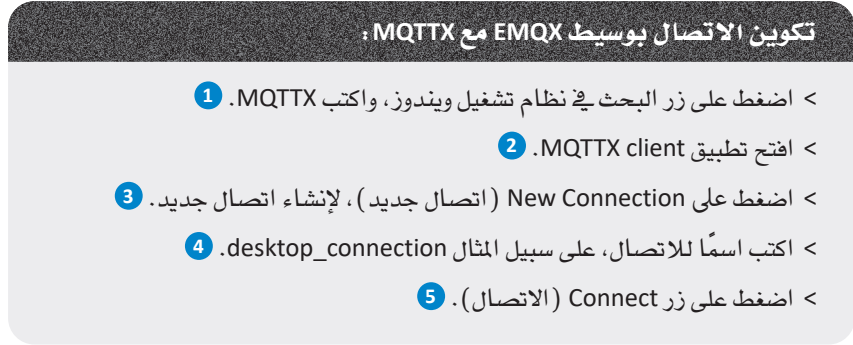 تكوين الاتصال بوسيط EMQX مع MQTTX:
> اضغط على زر البحث في نظام تشغيل ويندوز، واكتب MQTTX. 1
> افتح تطبيق MQTTX client. 2
> اضغط على New Connection (اتصال جديد)، لإنشاء اتصال جديد. 3
> اكتب اسمًا للاتصال، على سبيل المثال desktop_connection. 4
> اضغط على زر Connect (الاتصال). 5